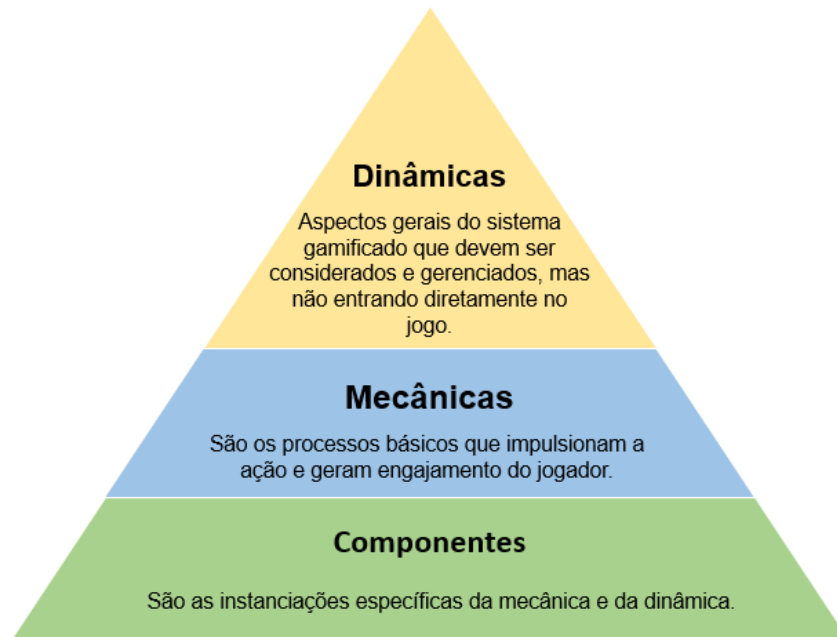 Dinâmicas
Aspectos gerais do sistema
gamificado que devem ser
considerados e gerenciados, mas
não entrando diretamente no
jogo.
Mecânicas
São os processos básicos que impulsionam a
ação e geram engajamento do jogador.
Componentes
São as instanciações específicas da mecânica e da dinâmica.